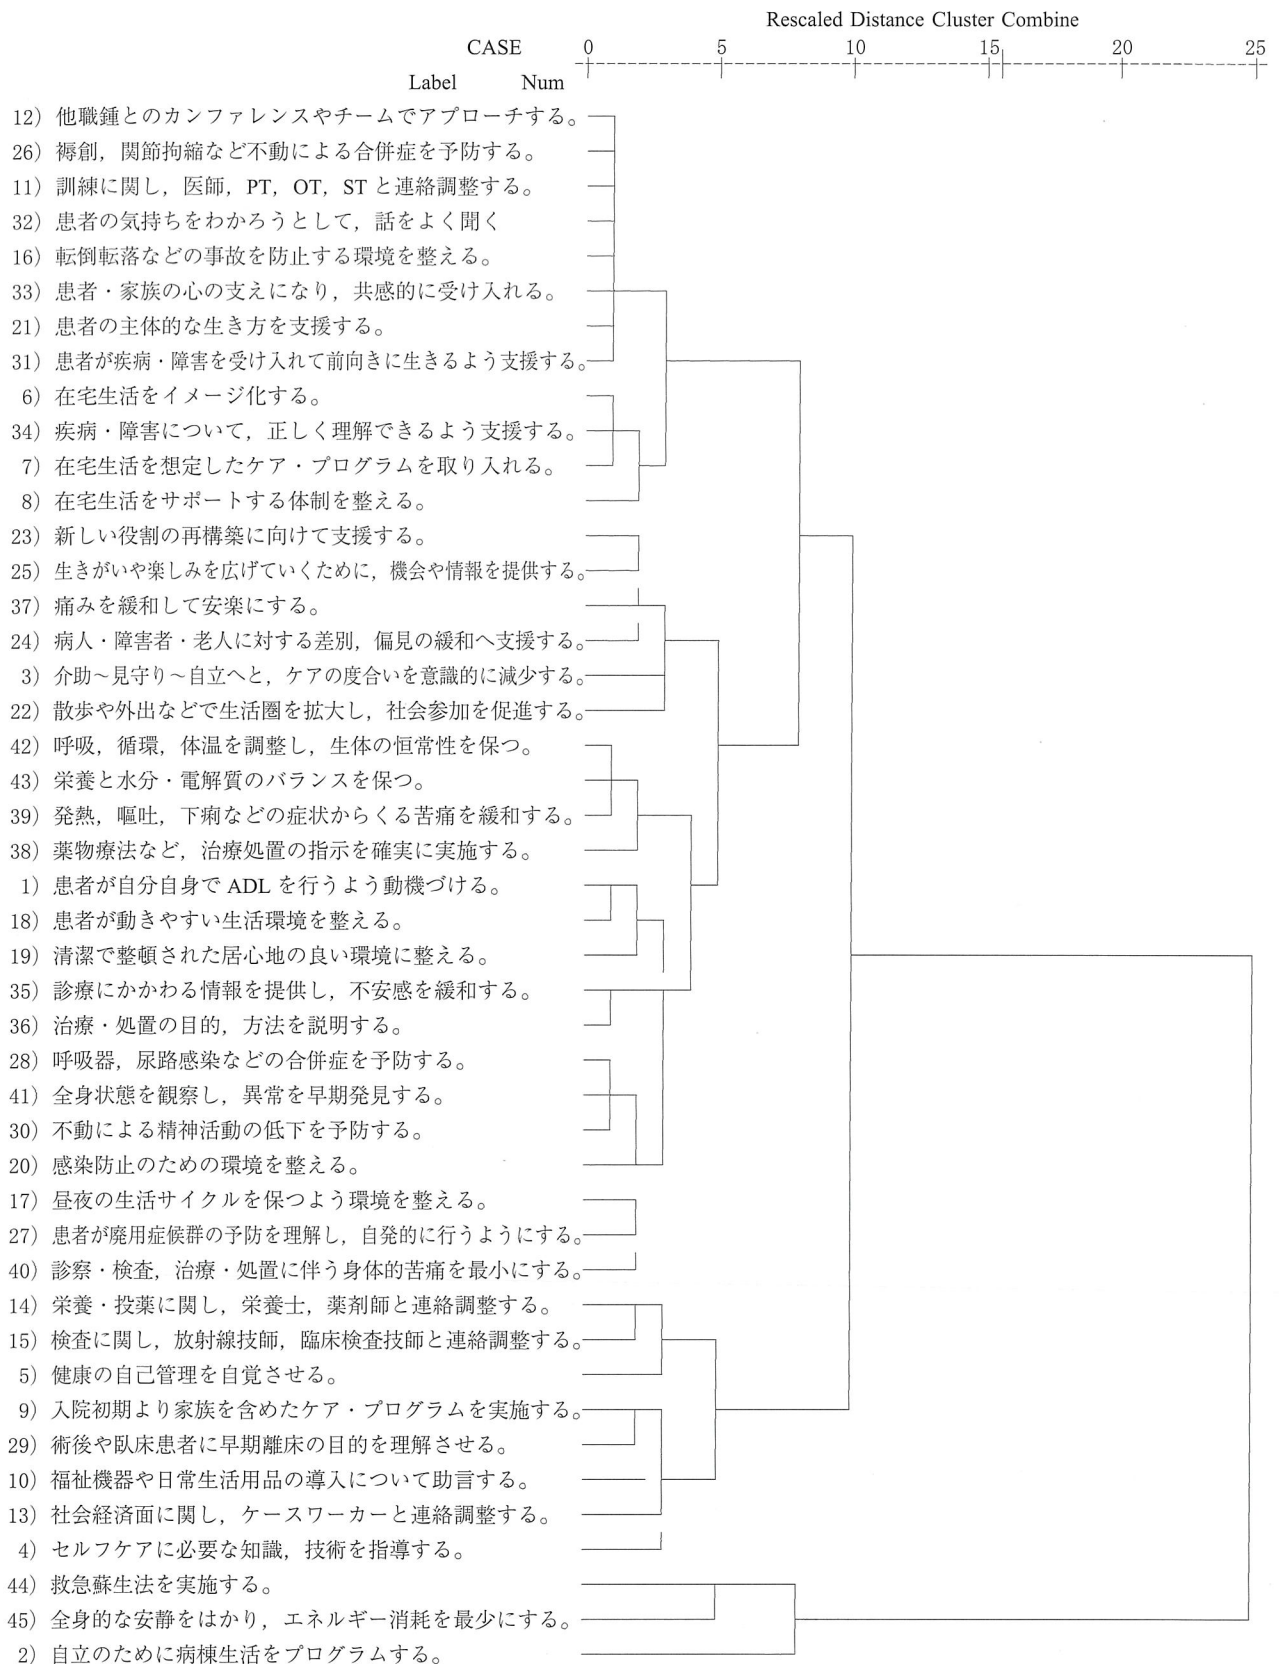 Rescaled Distance Cluster Combine
CASE 0 5 10 15 20 25
Label Num
12) 他職鍾とのカンファレンスやチームでアプローチする。
26) 褥創，関節拘縮など不動による合併症を予防する。
11) 訓練に関し，医師，PT，OT，STと連絡調整する。
32) 患者の気持ちをわかろうとして，話をよく聞く
16) 転倒転落などの事故を防止する環境を整える。
33) 患者・家族の心の支えになり，共感的に受け入れる。
21) 患者の主体的な生き方を支援する。
31) 患者が疾病・障害を受け入れて前向きに生きるよう支援する。
6) 在宅生活をイメージ化する。
34) 疾病・障害について，正しく理解できるよう支援する。
7) 在宅生活を想定したケア・プログラムを取り入れる。
8) 在宅生活をサポートする体制を整える。
23) 新しい役割の再構築に向けて支援する。
25) 生きがいや楽しみを広げていくために，機会や情報を提供する。
37) 痛みを緩和して安楽にする。
24) 病人・障害者・老人に対する差別，偏見の緩和へ支援する。
3) 介助～見守り～自立へと，ケアの度合いを意識的に減少する。
22) 散歩や外出などで生活圏を拡大し，社会参加を促進する。
42) 呼吸，循環，体温を調整し，生体の恒常性を保つ。
43) 栄養と水分・電解質のバランスを保つ。
39) 発熱，嘔吐，下痢などの症状からくる苦痛を緩和する。
38) 薬物療法など，治療処置の指示を確実に実施する。
1) 患者が自分自身でADLを行うよう動機づける。
18) 患者が動きやすい生活環境を整える。
19) 清潔で整頓された居心地の良い環境に整える。
35) 診療にかかわる情報を提供し，不安感を緩和する。
36) 治療・処置の目的，方法を説明する。
28) 呼吸器，尿路感染などの合併症を予防する。
41) 全身状態を観察し，異常を早期発見する。
30) 不動による精神活動の低下を予防する。
20) 感染防止のための環境を整える。
17) 昼夜の生活サイクルを保つよう環境を整える。
27) 患者が廃用症候群の予防を理解し，自発的に行うようにする。
40) 診察・検査，治療・処置に伴う身体的苦痛を最小にする。
14) 栄養・投薬に関し，栄養士，薬剤師と連絡調整する。
15) 検査に関し，放射線技師，臨床検査技師と連絡調整する。
5) 健康の自己管理を自覚させる。
9) 入院初期より家族を含めたケア・プログラムを実施する。
29) 術後や臥床患者に早期離床の目的を理解させる。
10) 福祉機器や日常生活用品の導入について助言する。
13) 社会経済面に関し，ケースワーカーと連絡調整する。
4) セルフケアに必要な知識，技術を指導する。
44) 救急蘇生法を実施する。
45) 全身的な安静をはかり，エネルギー消耗を最少にする。
2) 自立のために病棟生活をプログラムする。